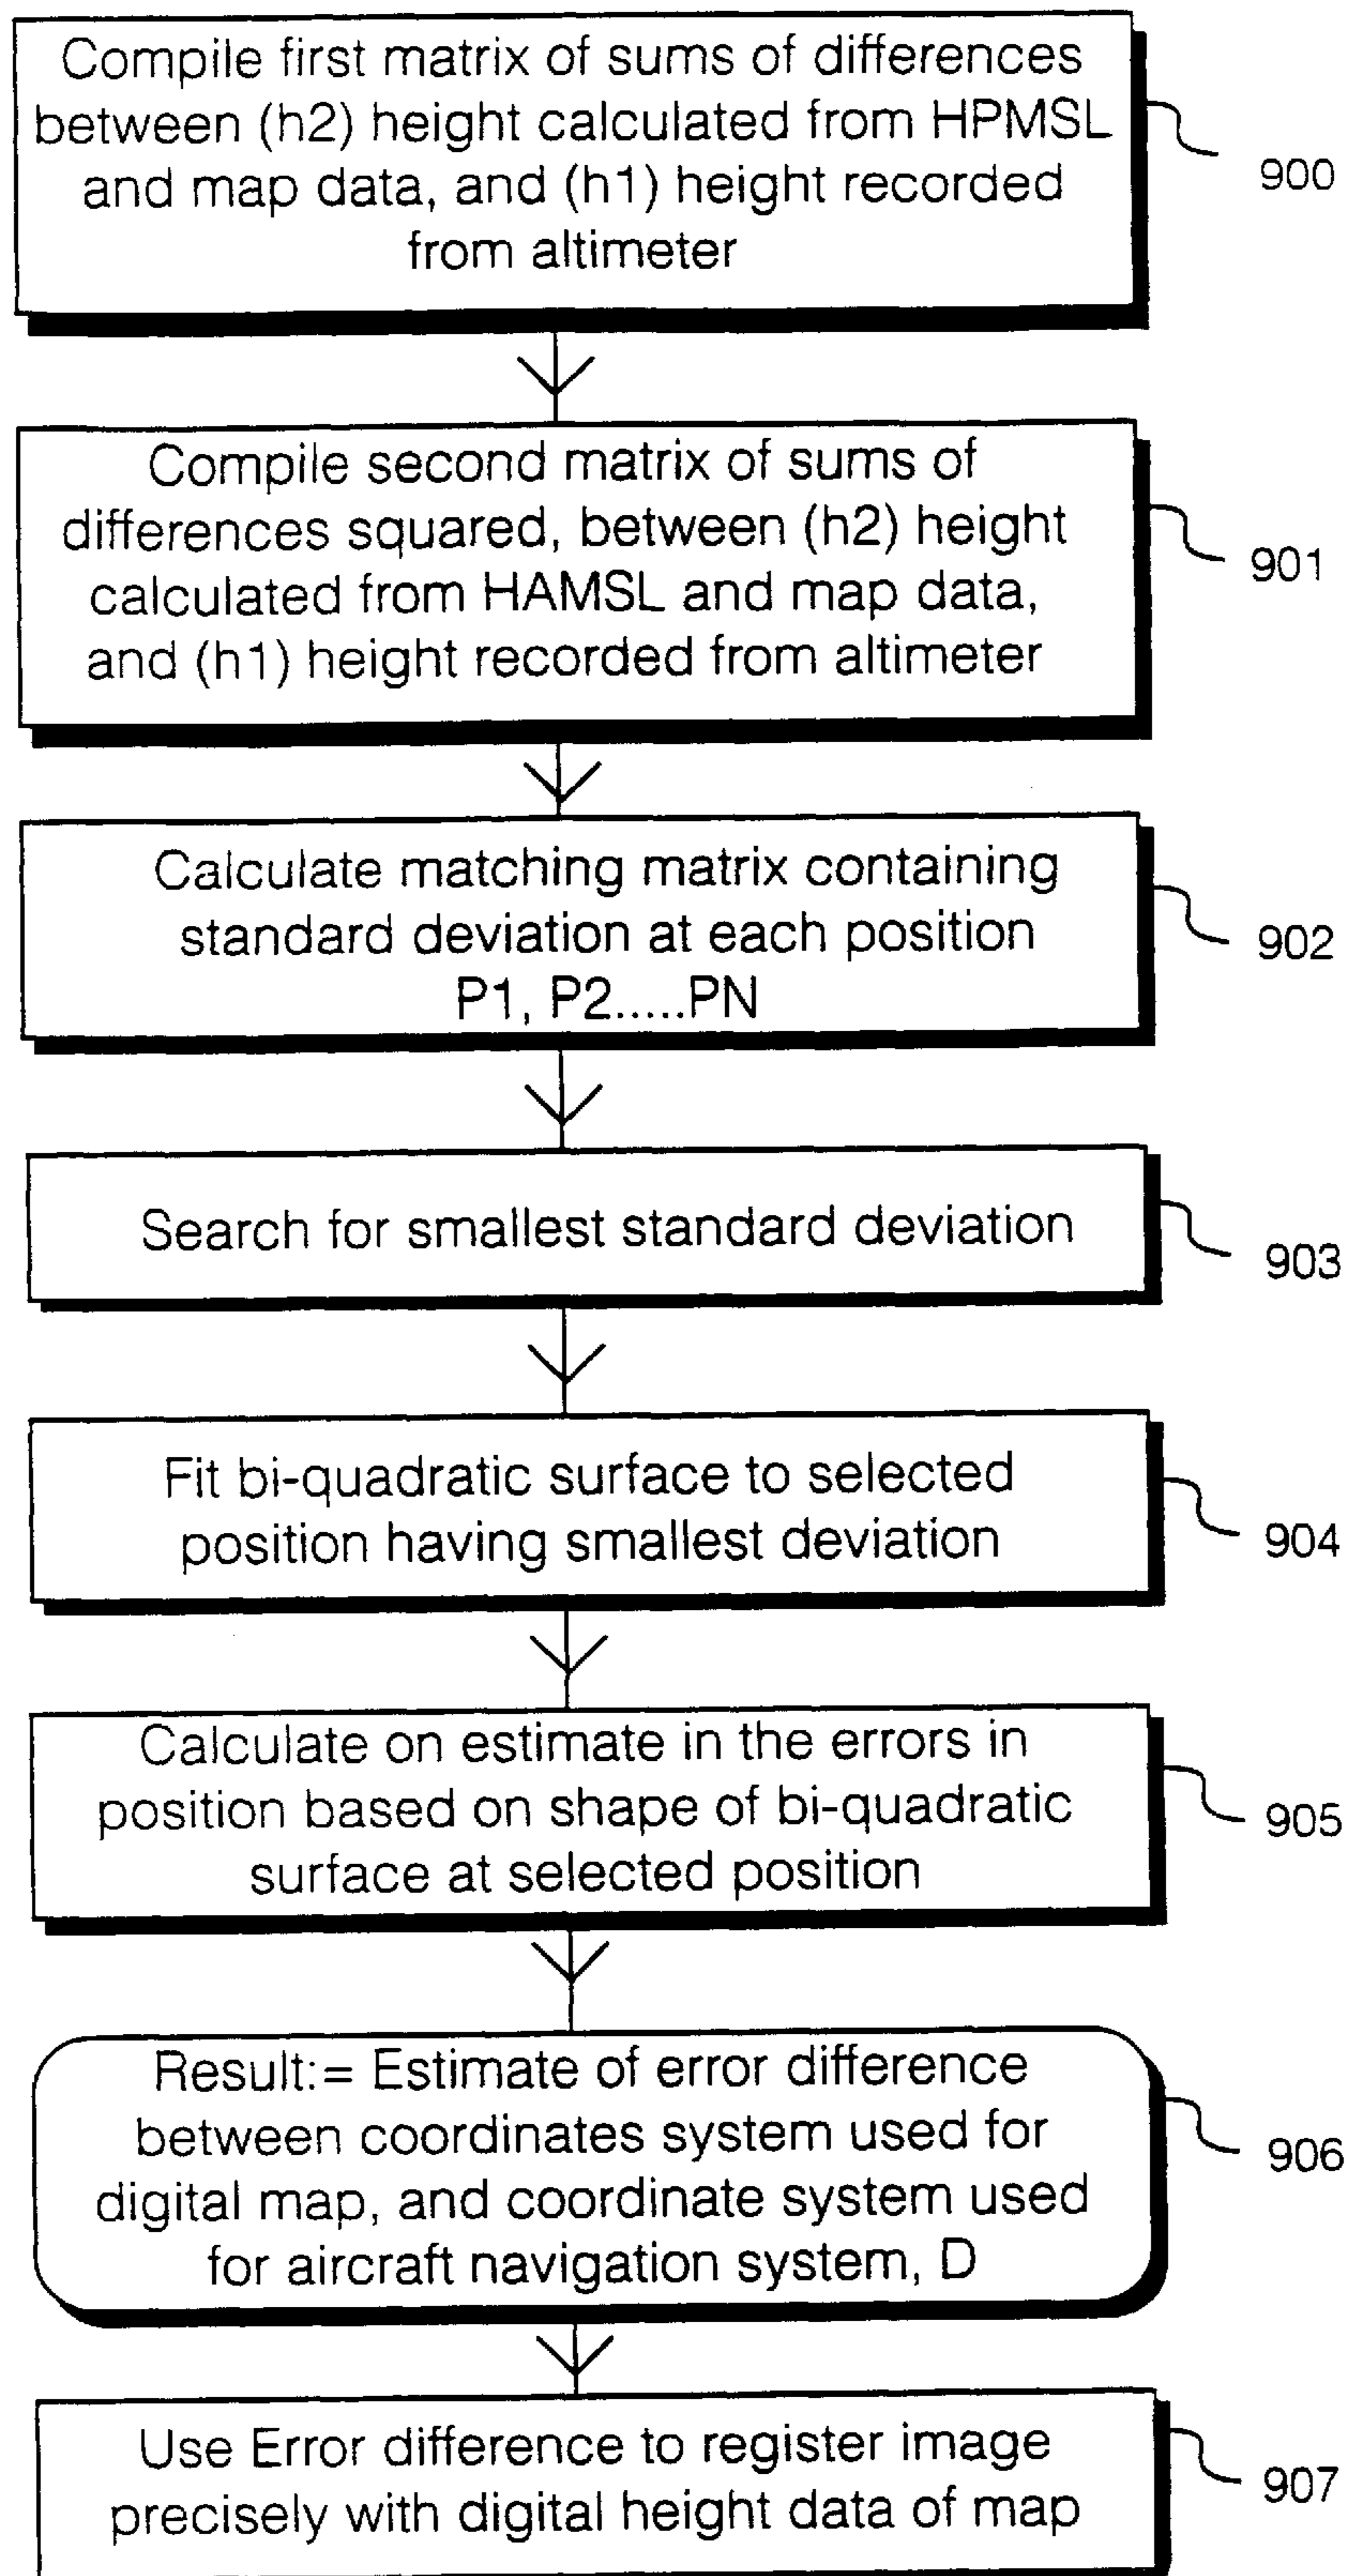 Compile first matrix of sums of differences
between (h2) height calculated from HPMSL
and map data, and (h1) height recorded
from altimeter
900
Compile second matrix of sums of
differences squared, between (h2) height
calculated from HAMSL and map data,
and (h1) height recorded from altimeter
901
Calculate matching matrix containing
standard deviation at each position
P1, P2.....PN
902
Search for smallest standard deviation
903
Fit bi-quadratic surface to selected
position having smallest deviation
904
Calculate on estimate in the errors in
position based on shape of bi-quadratic
surface at selected position
905
Result:= Estimate of error difference
between coordinates system used for
digital map, and coordinate system used
for aircraft navigation system, D
906
Use Error difference to register image
precisely with digital height data of map
907